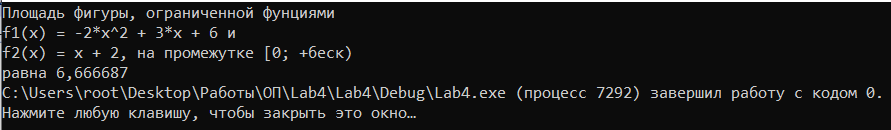 Площадь фигуры, ограниченной фунциями
f1(x) = -2*x^2 + 3*x + 6 и
f2(x) = x + 2, на промежутке [0; +беск)
равна 6,666687
C:\Users\root\Desktop\Работы\ОП\Lab4\Lab4\Debug\Lab4.exe (процесс 7292) завершил работу с кодом 0.
Нажмите любую клавишу, чтобы закрыть это окно…